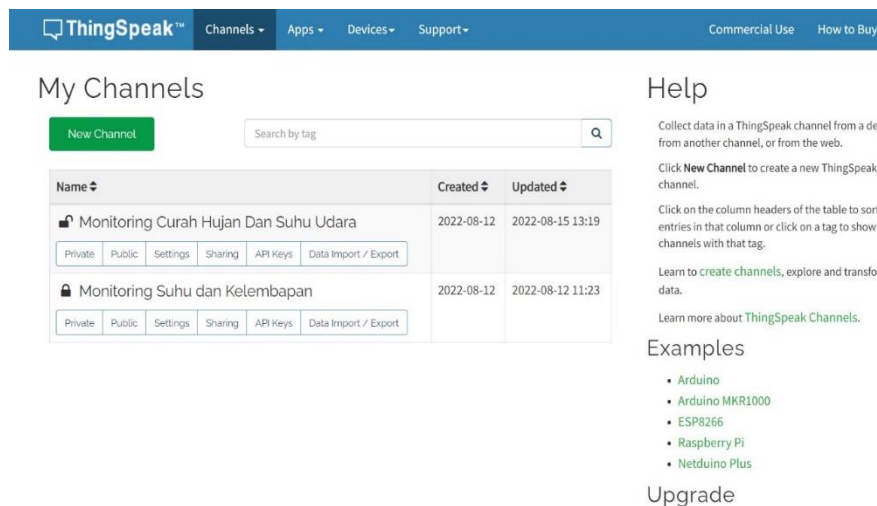 ThingSpeak™ Channels Apps Devices Support Commercial Use How to Buy
My Channels
New Channel Search by tag
Name Created Updated
Monitoring Curah Hujan Dan Suhu Udara 2022-08-12 2022-08-15 13:19
Private Public Settings Sharing API Keys Data Import / Export
Monitoring Suhu dan Kelembapan 2022-08-12 2022-08-12 11:23
Private Public Settings Sharing API Keys Data Import / Export
Help
Collect data in a ThingSpeak channel from a de
from another channel, or from the web.
Click New Channel to create a new ThingSpeak
channel.
Click on the column headers of the table to sort
entries in that column or click on a tag to show
channels with that tag.
Learn to create channels, explore and transfo
data.
Learn more about ThingSpeak Channels.
Examples
• Arduino
• Arduino MKR1000
• ESP8266
• Raspberry Pi
• Netduino Plus
Upgrade